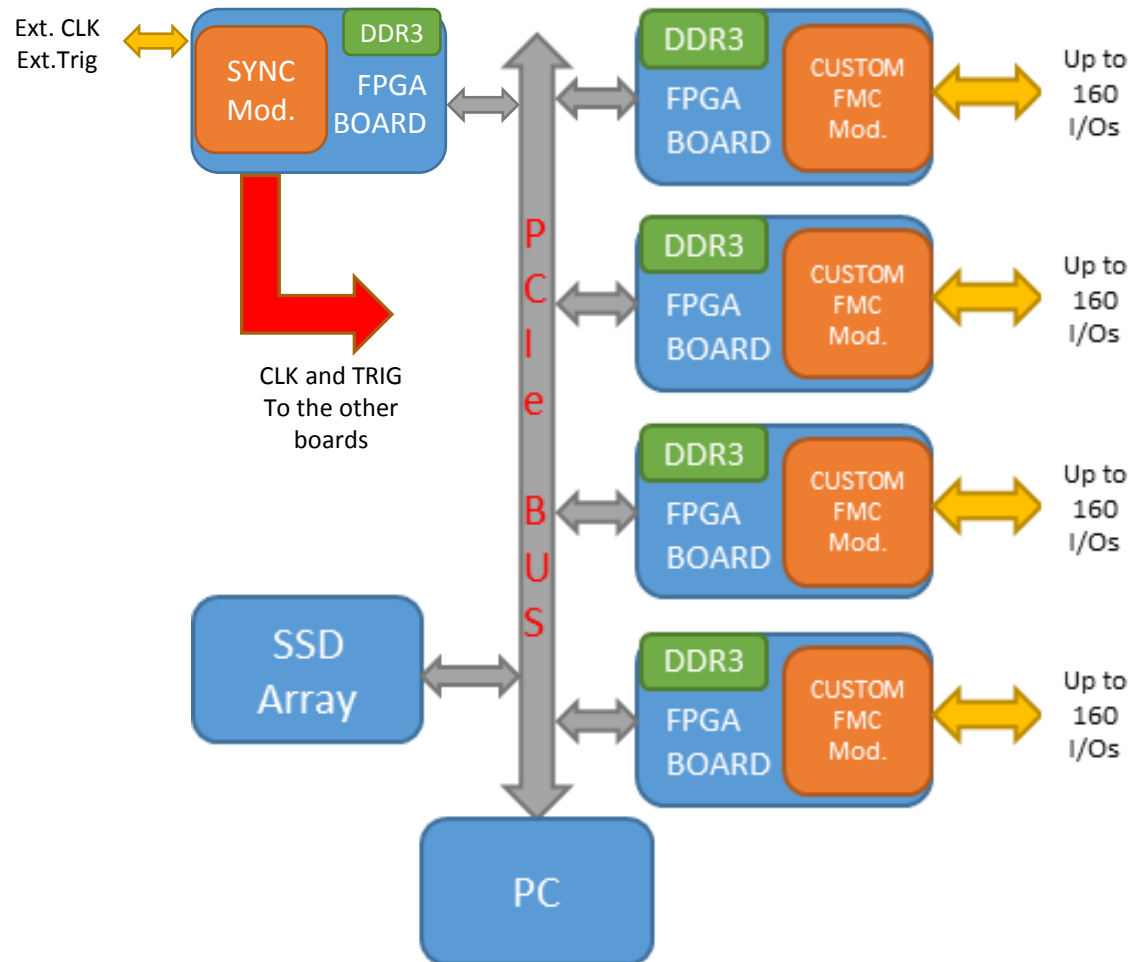 Ext. CLK
Ext.Trig
SYNC
Mod.
DDR3
FPGA
BOARD
CLK and TRIG
To the other
boards
PCIe BUS
DDR3
FPGA
BOARD
CUSTOM
FMC
Mod.
Up to
160
I/Os
DDR3
FPGA
BOARD
CUSTOM
FMC
Mod.
Up to
160
I/Os
DDR3
FPGA
BOARD
CUSTOM
FMC
Mod.
Up to
160
I/Os
DDR3
FPGA
BOARD
CUSTOM
FMC
Mod.
Up to
160
I/Os
SSD
Array
PC